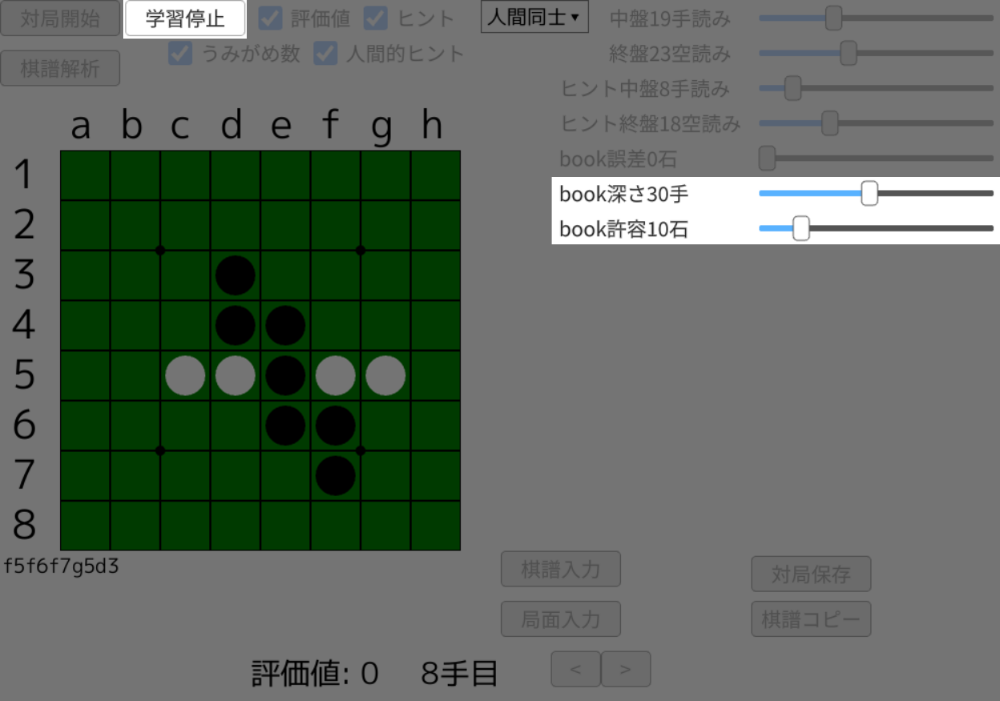 対局開始 学習停止 評価値 ヒント 人間同士▼ 中盤19手読み
棋譜解析 うみがめ数 人間的ヒント 終盤23空読み
ヒント中盤8手読み
ヒント終盤18空読み
book誤差0石
book深さ30手
book許容10石
a b c d e f g h
1
2
3
4
5
6
7
8
f5f6f7g5d3
棋譜入力 対局保存
局面入力 棋譜コピー
評価値: 0 8手目 < >